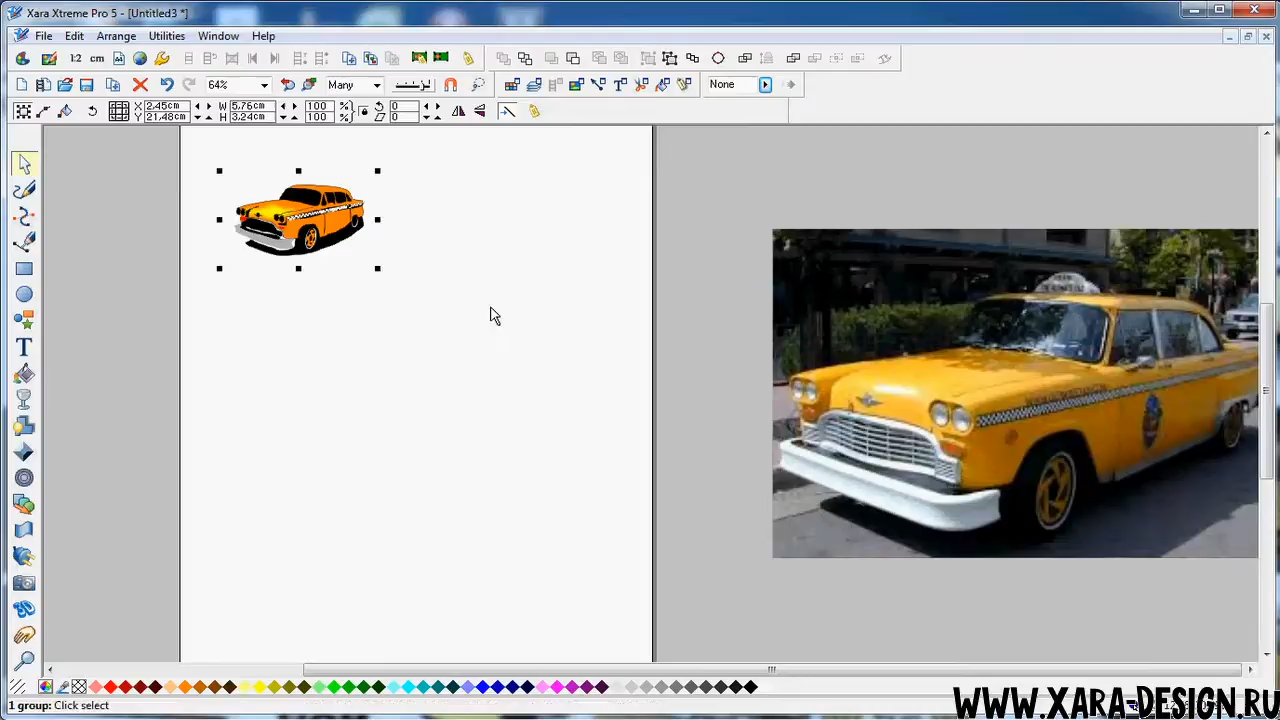 Xara Xtreme Pro 5 - [Untitled3 *]
File Edit Arrange Utilities Window Help
1:2 cm
64% Many None
X 2.45cm W 5.76cm 100 % 0
Y 21.48cm H 3.24cm 100 % 0
1 group: Click select
WWW.XARA-DESIGN.RU